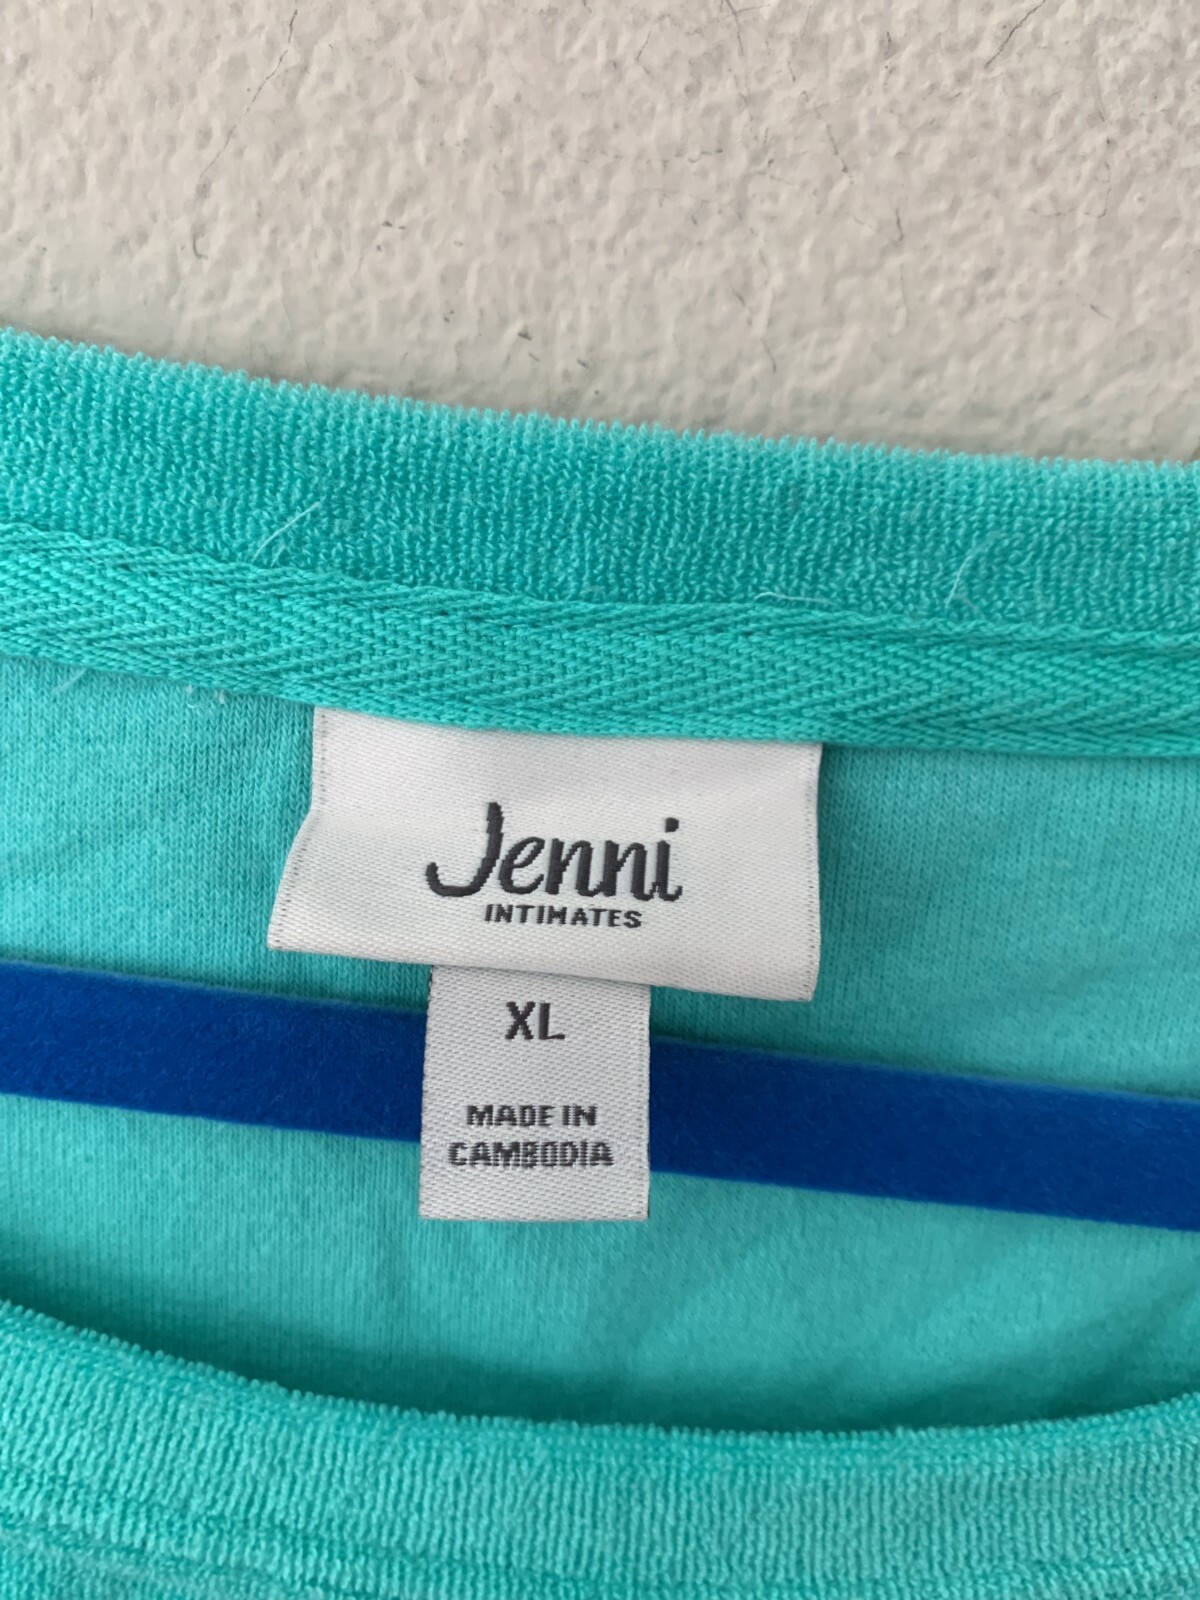 Jenni
INTIMATES
XL
MADE IN
CAMBODIA